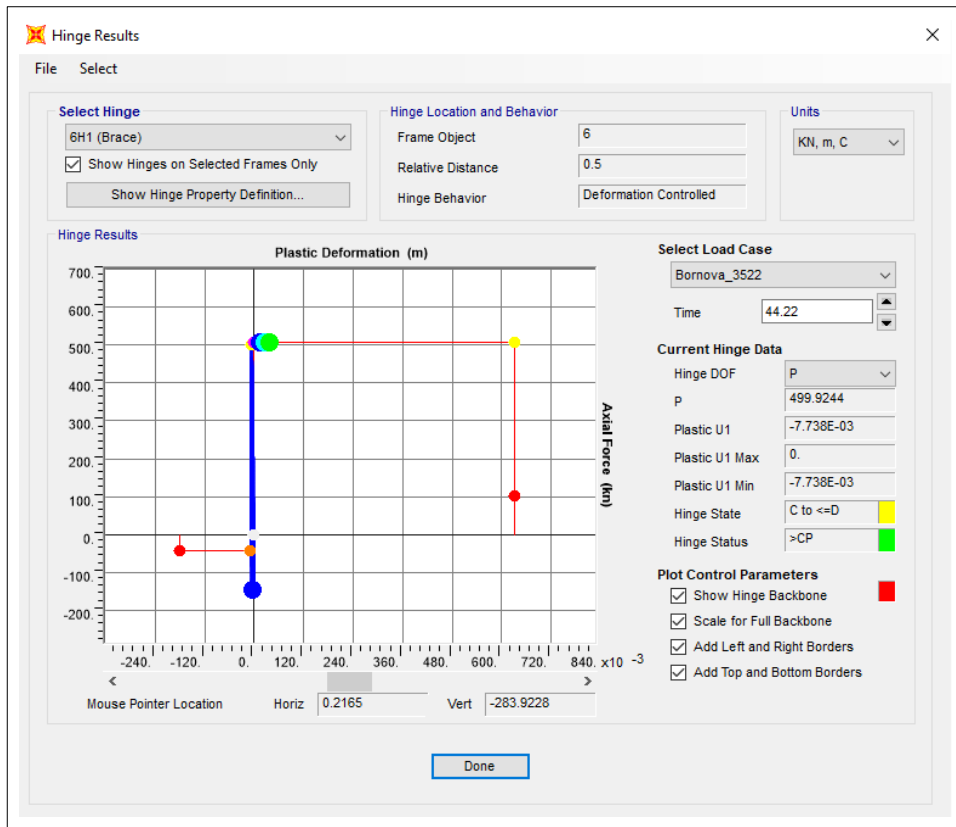 Hinge Results
File Select
Select Hinge
6H1 (Brace)
Show Hinges on Selected Frames Only
Show Hinge Property Definition...
Hinge Location and Behavior
Frame Object 6
Relative Distance 0.5
Hinge Behavior Deformation Controlled
Units
KN, m, C
Hinge Results
Plastic Deformation (m)
700.
600.
500.
400.
300.
200.
100.
0.
-100.
-200.
Axial Force (kn)
-240. -120. 0. 120. 240. 360. 480. 600. 720. 840. x10 -3
Mouse Pointer Location Horiz 0.2165 Vert -283.9228
Select Load Case
Bornova_3522
Time 44.22
Current Hinge Data
Hinge DOF P
P 499.9244
Plastic U1 -7.738E-03
Plastic U1 Max 0.
Plastic U1 Min -7.738E-03
Hinge State C to <=D
Hinge Status >CP
Plot Control Parameters
Show Hinge Backbone
Scale for Full Backbone
Add Left and Right Borders
Add Top and Bottom Borders
Done